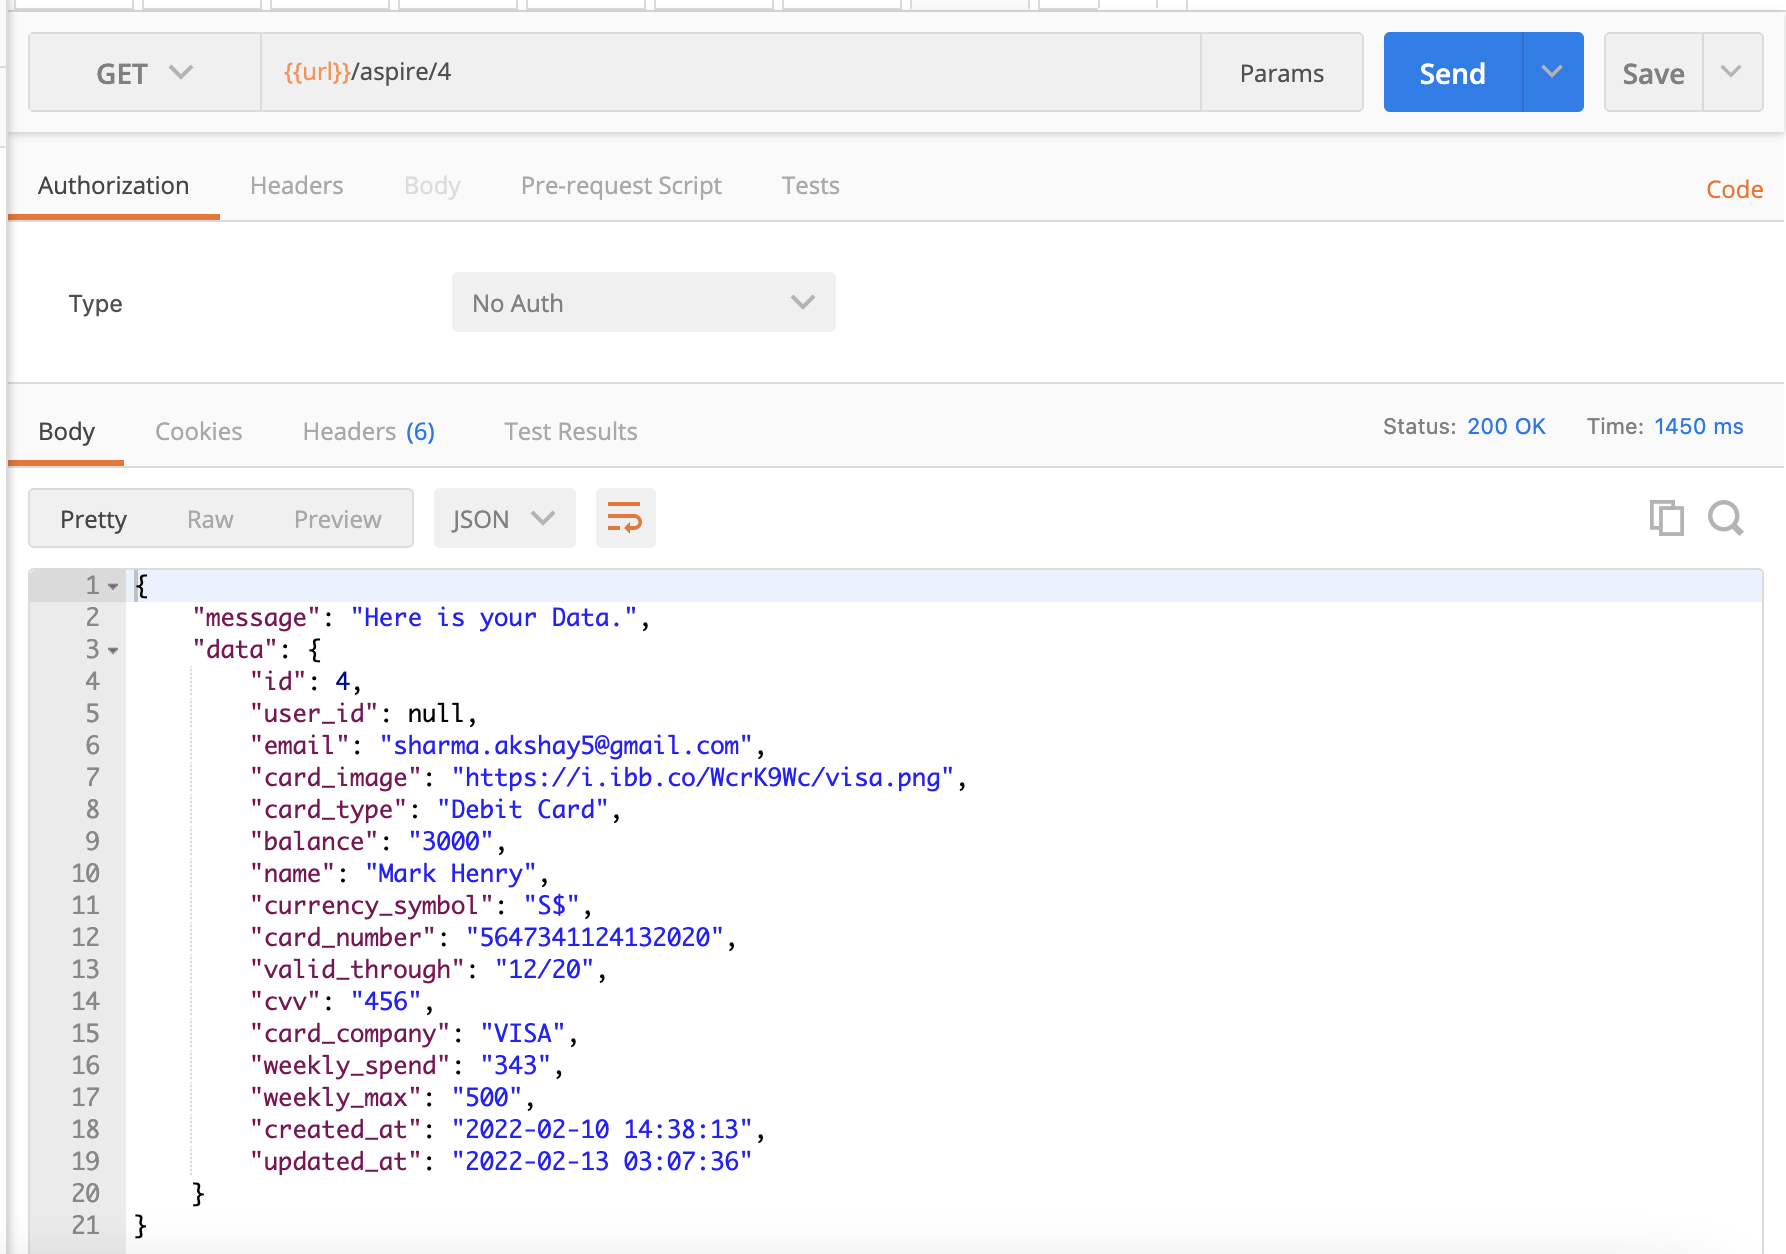 GET {{url}}/aspire/4 Params Send Save
Authorization Headers Body Pre-request Script Tests Code
Type No Auth
Body Cookies Headers (6) Test Results Status: 200 OK Time: 1450 ms
Pretty Raw Preview JSON
1 {
2 "message": "Here is your Data.",
3 "data": {
4 "id": 4,
5 "user_id": null,
6 "email": "sharma.akshay5@gmail.com",
7 "card_image": "https://i.ibb.co/WcrK9Wc/visa.png",
8 "card_type": "Debit Card",
9 "balance": "3000",
10 "name": "Mark Henry",
11 "currency_symbol": "S$",
12 "card_number": "5647341124132020",
13 "valid_through": "12/20",
14 "cvv": "456",
15 "card_company": "VISA",
16 "weekly_spend": "343",
17 "weekly_max": "500",
18 "created_at": "2022-02-10 14:38:13",
19 "updated_at": "2022-02-13 03:07:36"
20 }
21 }